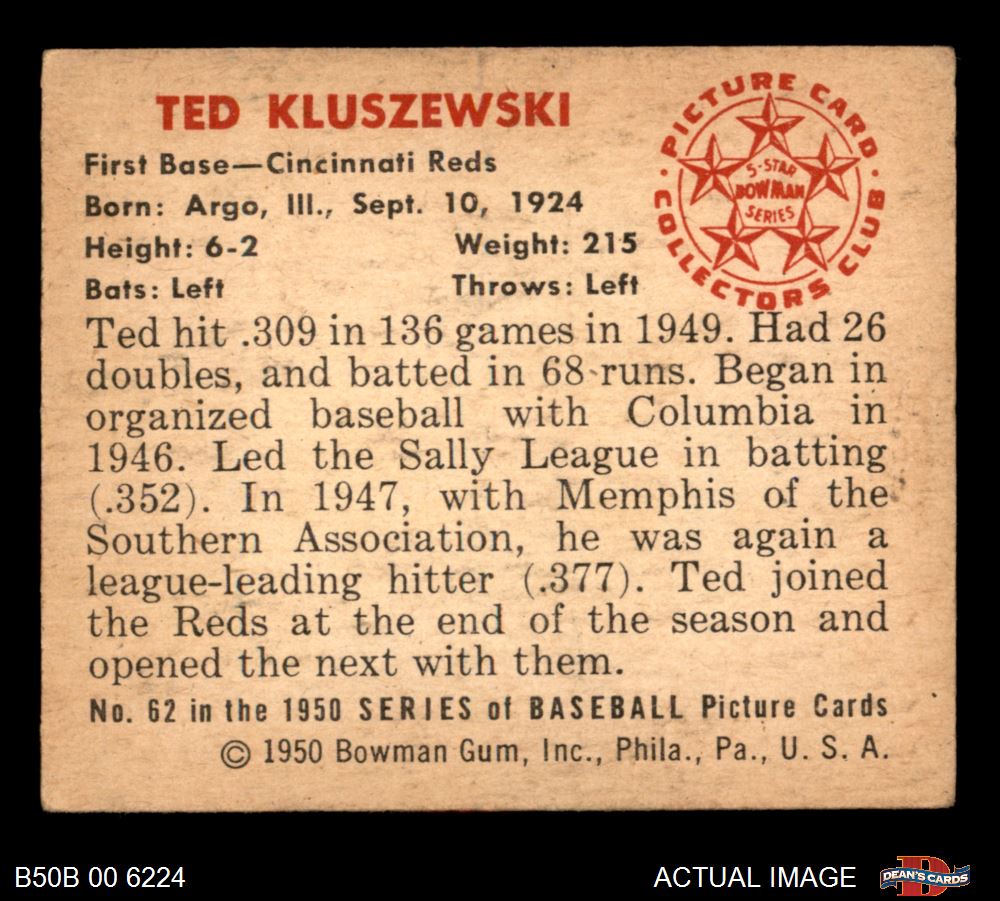 TED KLUSZEWSKI
First Base—Cincinnati Reds
Born: Argo, Ill., Sept. 10, 1924
Height: 6-2 Weight: 215
Bats: Left Throws: Left
PICTURE CARD
COLLECTORS CLUB
5-STAR
BOWMAN
SERIES
Ted hit .309 in 136 games in 1949. Had 26
doubles, and batted in 68 runs. Began in
organized baseball with Columbia in
1946. Led the Sally League in batting
(.352). In 1947, with Memphis of the
Southern Association, he was again a
league-leading hitter (.377). Ted joined
the Reds at the end of the season and
opened the next with them.
No. 62 in the 1950 SERIES of BASEBALL Picture Cards
© 1950 Bowman Gum, Inc., Phila., Pa., U. S. A.
B50B 00 6224
ACTUAL IMAGE
D
DEAN'S CARDS